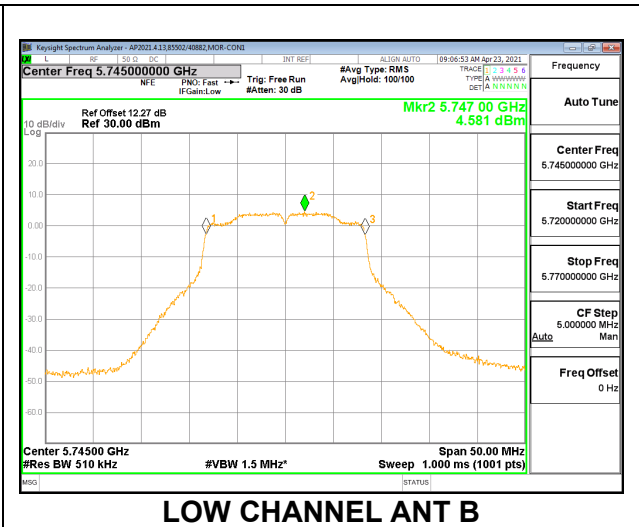 Keysight Spectrum Analyzer - AP2021.4.13,85502/40882,MOR-CON1
LXI L RF 50 Ω DC INT REF ALIGN AUTO 09:06:53 AM Apr 23, 2021
Center Freq 5.745000000 GHz
NFE
PNO: Fast
IFGain:Low
Trig: Free Run
#Atten: 30 dB
#Avg Type: RMS
Avg|Hold: 100/100
TRACE 1 2 3 4 5 6
TYPE A WWWWW
DET A N N N N N
Frequency
Auto Tune
Center Freq
5.745000000 GHz
Start Freq
5.720000000 GHz
Stop Freq
5.770000000 GHz
CF Step
5.000000 MHz
Auto Man
Freq Offset
0 Hz
Mkr2 5.747 00 GHz
4.581 dBm
Ref Offset 12.27 dB
10 dB/div Ref 30.00 dBm
Log
20.0
10.0
0.00
-10.0
-20.0
-30.0
-40.0
-50.0
-60.0
1
2
3
Center 5.74500 GHz Span 50.00 MHz
#Res BW 510 kHz #VBW 1.5 MHz* Sweep 1.000 ms (1001 pts)
MSG STATUS
LOW CHANNEL ANT B